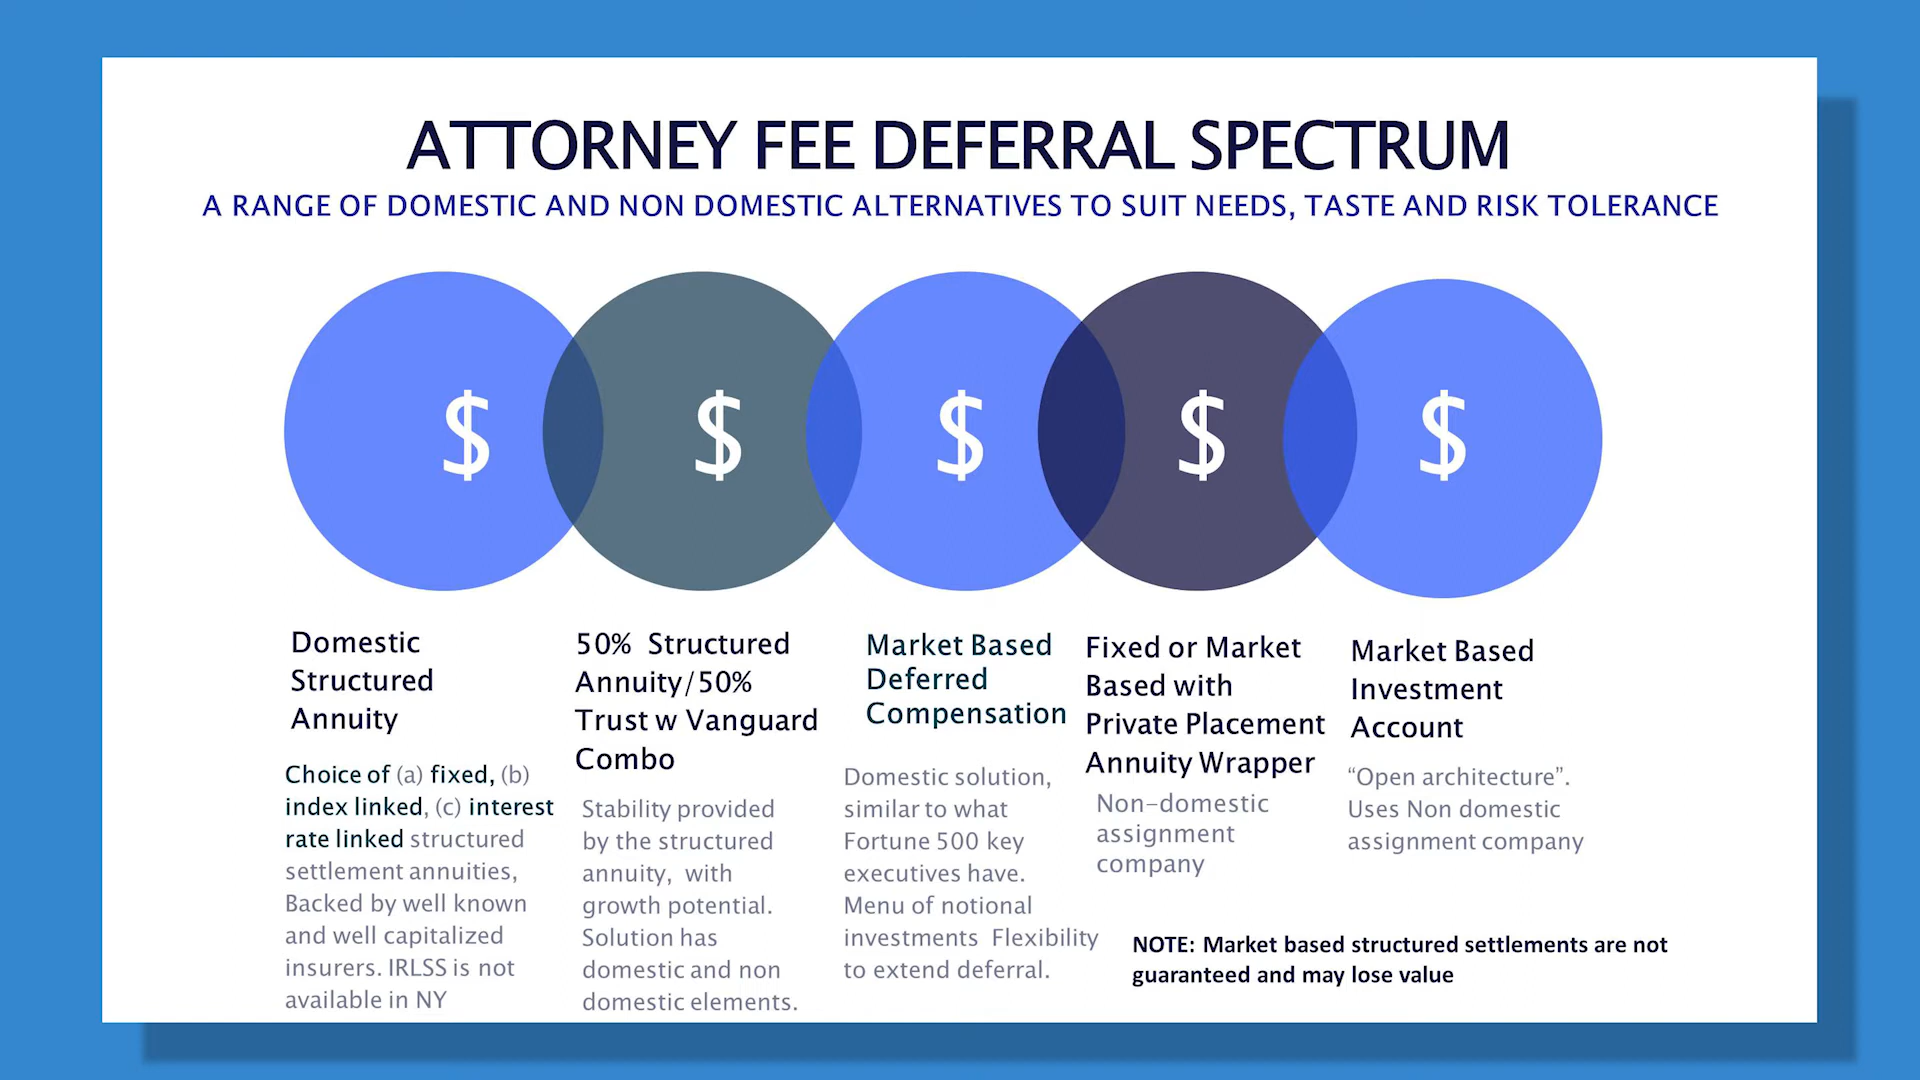 ATTORNEY FEE DEFERRAL SPECTRUM
A RANGE OF DOMESTIC AND NON DOMESTIC ALTERNATIVES TO SUIT NEEDS, TASTE AND RISK TOLERANCE
$
$
$
$
$
Domestic
Structured
Annuity
Choice of (a) fixed, (b)
index linked, (c) interest
rate linked structured
settlement annuities,
Backed by well known
and well capitalized
insurers. IRLSS is not
available in NY
50% Structured
Annuity/50%
Trust w Vanguard
Combo
Stability provided
by the structured
annuity, with
growth potential.
Solution has
domestic and non
domestic elements.
Market Based
Deferred
Compensation
Domestic solution,
similar to what
Fortune 500 key
executives have.
Menu of notional
investments Flexibility
to extend deferral.
Fixed or Market
Based with
Private Placement
Annuity Wrapper
Non-domestic
assignment
company
Market Based
Investment
Account
“Open architecture”.
Uses Non domestic
assignment company
NOTE: Market based structured settlements are not
guaranteed and may lose value